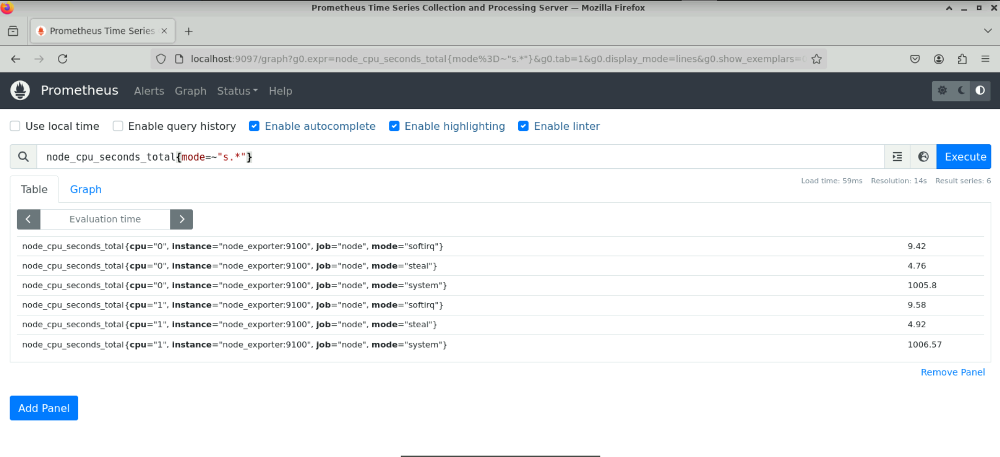 Prometheus Time Series Collection and Processing Server — Mozilla Firefox
Prometheus Time Series
localhost:9097/graph?g0.expr=node_cpu_seconds_total{mode%3D~"s.*"}&g0.tab=1&g0.display_mode=lines&g0.show_exemplars=
Prometheus Alerts Graph Status Help
Use local time Enable query history Enable autocomplete Enable highlighting Enable linter
node_cpu_seconds_total{mode=~"s.*"} Execute
Table Graph Load time: 59ms Resolution: 14s Result series: 6
Evaluation time
node_cpu_seconds_total{cpu="0", instance="node_exporter:9100", job="node", mode="softirq"} 9.42
node_cpu_seconds_total{cpu="0", instance="node_exporter:9100", job="node", mode="steal"} 4.76
node_cpu_seconds_total{cpu="0", instance="node_exporter:9100", job="node", mode="system"} 1005.8
node_cpu_seconds_total{cpu="1", instance="node_exporter:9100", job="node", mode="softirq"} 9.58
node_cpu_seconds_total{cpu="1", instance="node_exporter:9100", job="node", mode="steal"} 4.92
node_cpu_seconds_total{cpu="1", instance="node_exporter:9100", job="node", mode="system"} 1006.57
Remove Panel
Add Panel